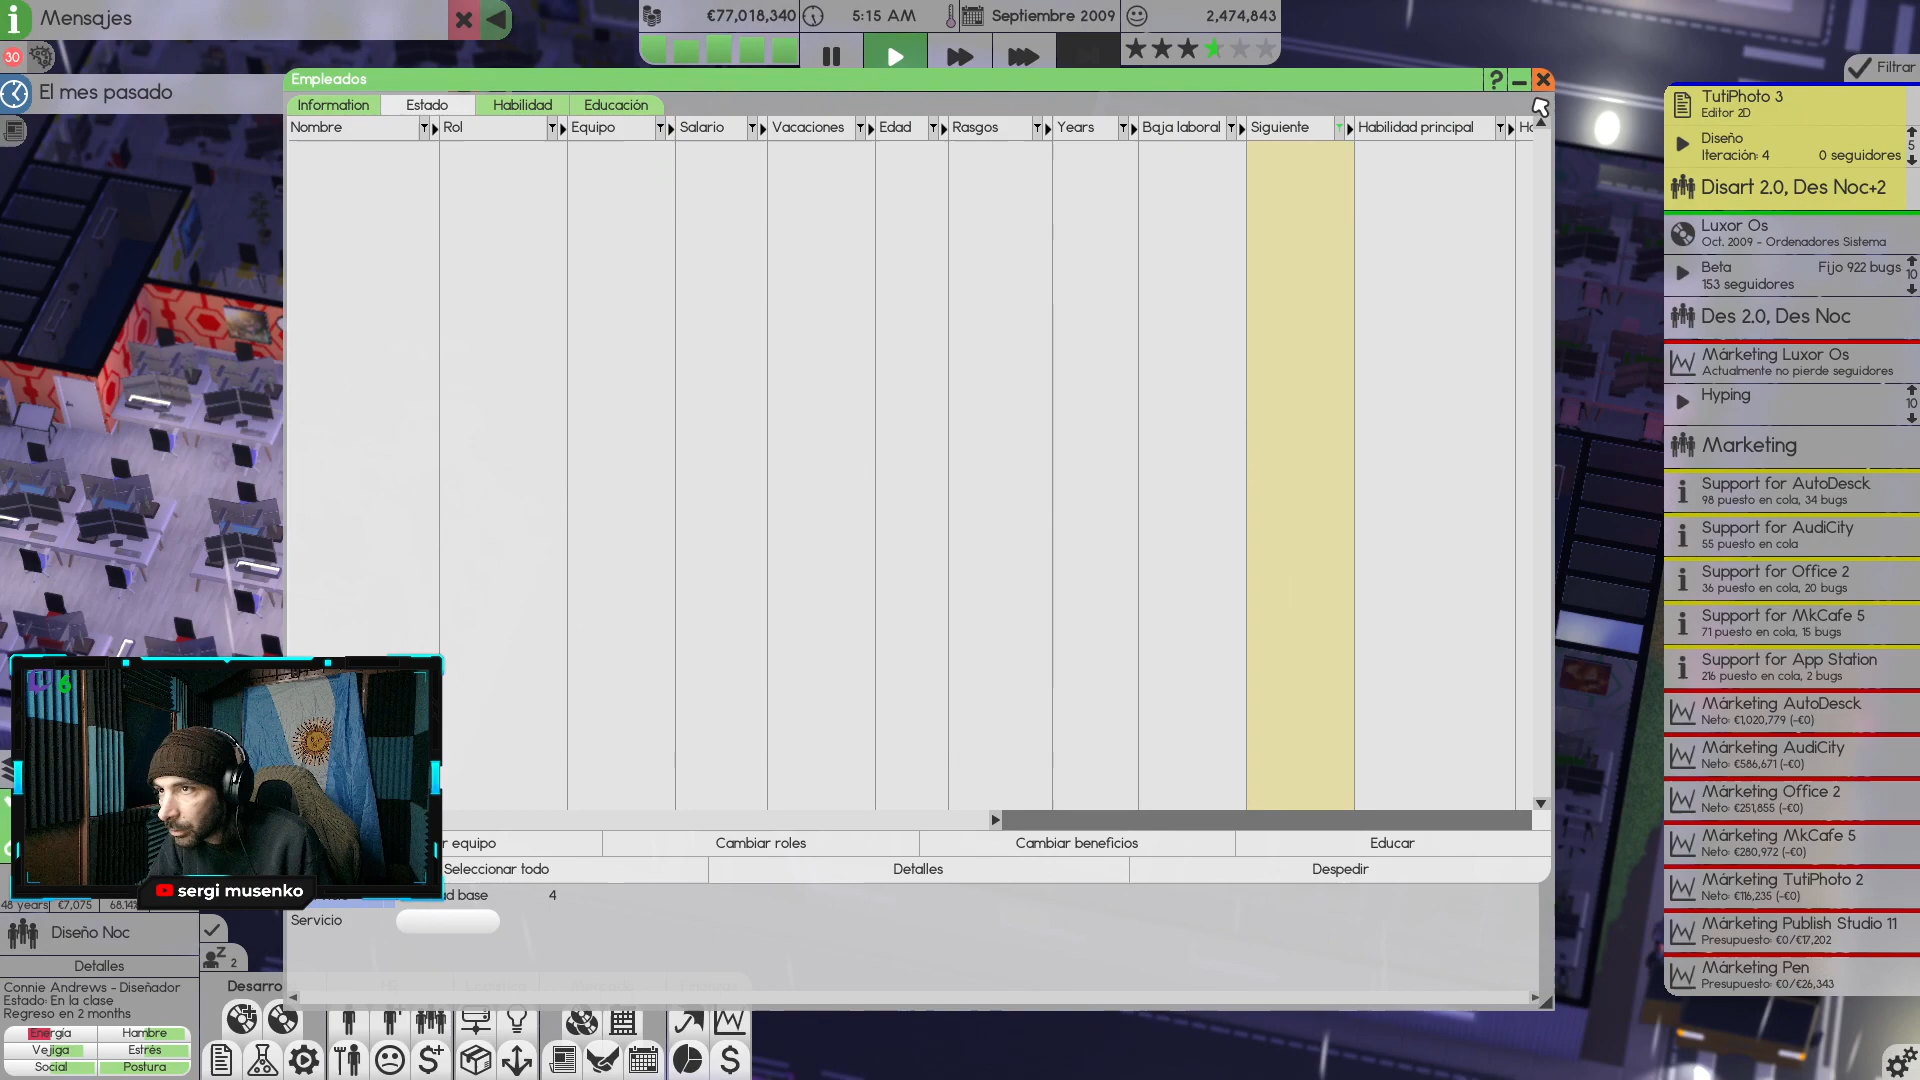 Mensajes
€77,018,340
5:15 AM
Septiembre 2009
2,474,843
30
El mes pasado
Filtrar
Empleados
Information
Estado
Habilidad
Educación
Nombre
Rol
Equipo
Salario
Vacaciones
Edad
Rasgos
Years
Baja laboral
Siguiente
Habilidad principal
TutiPhoto 3
Editor 2D
Diseño
Iteración: 4
0 seguidores
5
Disart 2.0, Des Noc+2
Luxor Os
Oct. 2009 - Ordenadores Sistema
Beta
Fijo 922 bugs
153 seguidores
10
Des 2.0, Des Noc
Márketing Luxor Os
Actualmente no pierde seguidores
Hyping
10
Marketing
Support for AutoDesck
98 puesto en cola, 34 bugs
Support for AudiCity
55 puesto en cola
Support for Office 2
36 puesto en cola, 20 bugs
Support for MkCafe 5
71 puesto en cola, 15 bugs
Support for App Station
216 puesto en cola, 2 bugs
Márketing AutoDesck
Neto: €1,020,779 (-€0)
Márketing AudiCity
Neto: €586,671 (-€0)
Márketing Office 2
Neto: €251,855 (-€0)
Márketing MkCafe 5
Neto: €280,972 (-€0)
Márketing TutiPhoto 2
Neto: €116,235 (-€0)
Márketing Publish Studio 11
Presupuesto: €0/€17,202
Márketing Pen
Presupuesto: €0/€26,343
r equipo
Cambiar roles
Cambiar beneficios
Educar
Seleccionar todo
Detalles
Despedir
d base
4
Servicio
6
sergi musenko
48 years
€7,075
68.14%
Diseño Noc
2
Detalles
Connie Andrews - Diseñador
Estado: En la clase
Regreso en 2 months
Energía
Hambre
Vejiga
Estrés
Social
Postura
Desarro